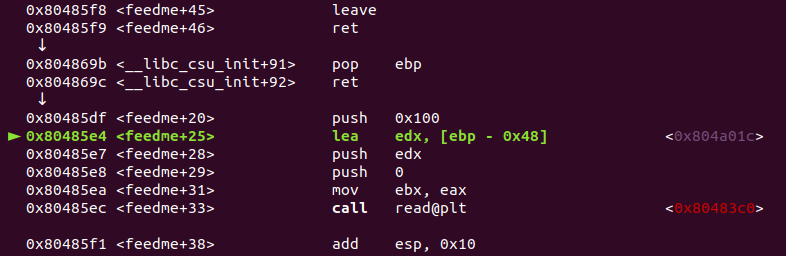 0x80485f8 <feedme+45> leave
0x80485f9 <feedme+46> ret
↓
0x804869b <__libc_csu_init+91> pop ebp
0x804869c <__libc_csu_init+92> ret
↓
0x80485df <feedme+20> push 0x100
► 0x80485e4 <feedme+25> lea edx, [ebp - 0x48] <0x804a01c>
0x80485e7 <feedme+28> push edx
0x80485e8 <feedme+29> push 0
0x80485ea <feedme+31> mov ebx, eax
0x80485ec <feedme+33> call read@plt <0x80483c0>
0x80485f1 <feedme+38> add esp, 0x10